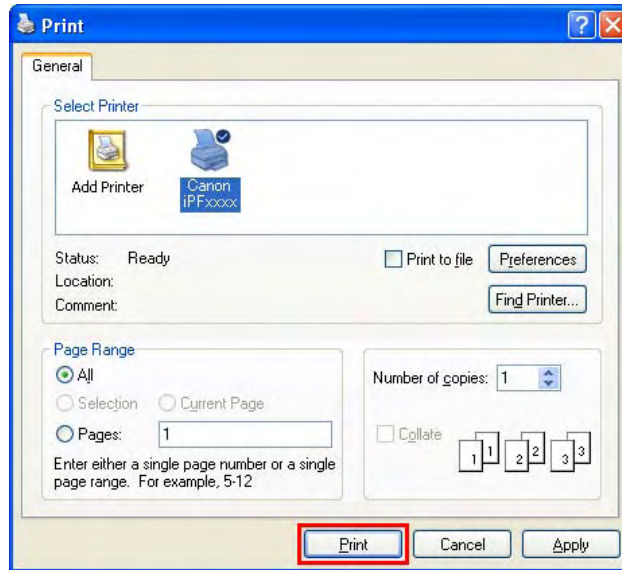 Print
General
Select Printer
Add Printer
Canon
iPFxxxx
Status: Ready
Location:
Comment:
Print to file
Preferences
Find Printer...
Page Range
All
Selection
Current Page
Pages: 1
Enter either a single page number or a single
page range. For example, 5-12
Number of copies: 1
Collate
1 1 2 2 3 3
Print
Cancel
Apply